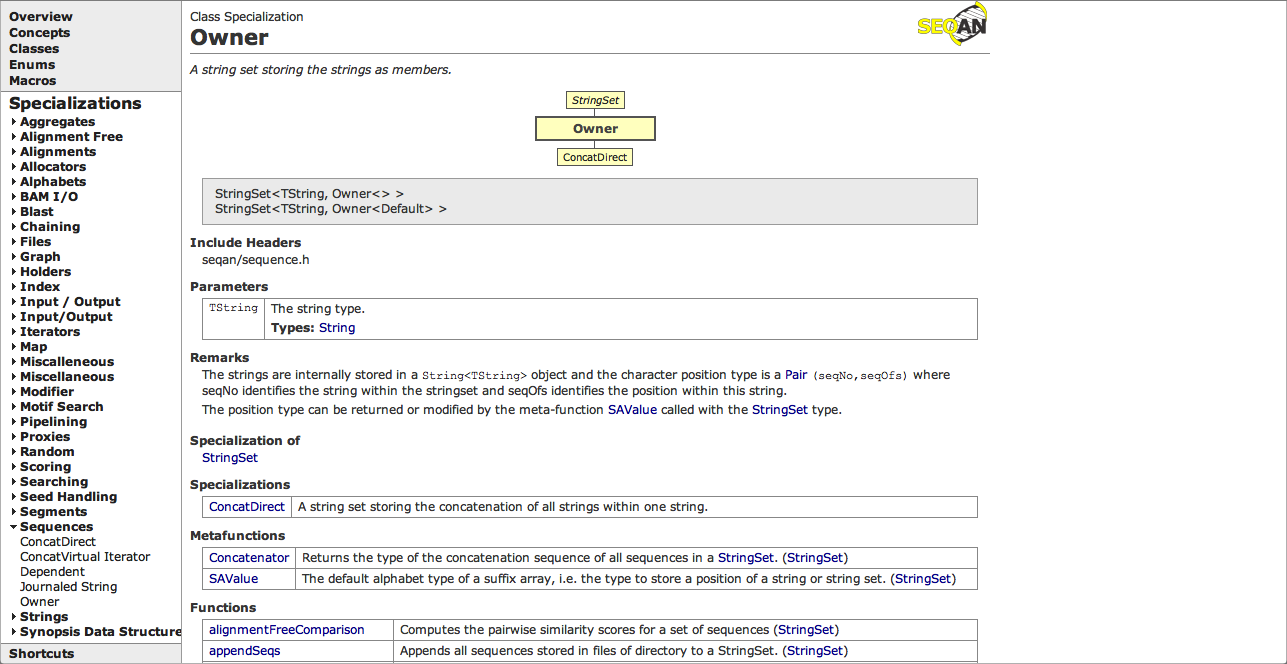 Overview
Concepts
Classes
Enums
Macros
Specializations
Aggregates
Alignment Free
Alignments
Allocators
Alphabets
BAM I/O
Blast
Chaining
Files
Graph
Holders
Index
Input / Output
Input/Output
Iterators
Map
Miscalleneous
Miscellaneous
Modifier
Motif Search
Pipelining
Proxies
Random
Scoring
Searching
Seed Handling
Segments
Sequences
ConcatDirect
ConcatVirtual Iterator
Dependent
Journaled String
Owner
Strings
Synopsis Data Structure
Shortcuts
Class Specialization
Owner
SEQAN
A string set storing the strings as members.
StringSet
Owner
ConcatDirect
StringSet<TString, Owner<> >
StringSet<TString, Owner<Default> >
Include Headers
seqan/sequence.h
Parameters
TString The string type.
Types: String
Remarks
The strings are internally stored in a String<TString> object and the character position type is a Pair (seqNo,seqOfs) where
seqNo identifies the string within the stringset and seqOfs identifies the position within this string.
The position type can be returned or modified by the meta-function SAValue called with the StringSet type.
Specialization of
StringSet
Specializations
ConcatDirect A string set storing the concatenation of all strings within one string.
Metafunctions
Concatenator Returns the type of the concatenation sequence of all sequences in a StringSet. (StringSet)
SAValue The default alphabet type of a suffix array, i.e. the type to store a position of a string or string set. (StringSet)
Functions
alignmentFreeComparison Computes the pairwise similarity scores for a set of sequences (StringSet)
appendSeqs Appends all sequences stored in files of directory to a StringSet. (StringSet)